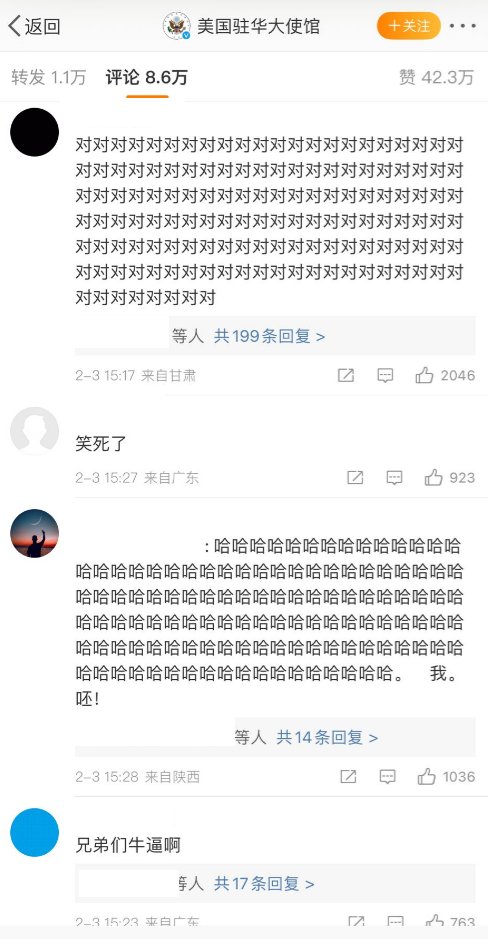 返回
美国驻华大使馆
+关注
转发 1.1万
评论 8.6万
赞 42.3万
对对对对对对对对对对对对对对对对对对对对对对
对对对对对对对对对对对对对对对对对对对对对对
对对对对对对对对对对对对对对对对对对对对对对
对对对对对对对对对对对对对对对对对对对对对对
对对对对对对对对对对对对对对对对对对对对对对
对对对对对对对对对对对对对对对对对对对对对对
对对对对对对对对
等人 共199条回复 >
2-3 15:17 来自甘肃
2046
笑死了
2-3 15:27 来自广东
923
: 哈哈哈哈哈哈哈哈哈哈哈哈哈哈
哈哈哈哈哈哈哈哈哈哈哈哈哈哈哈哈哈哈哈哈哈哈
哈哈哈哈哈哈哈哈哈哈哈哈哈哈哈哈哈哈哈哈哈哈
哈哈哈哈哈哈哈哈哈哈哈哈哈哈哈哈哈哈哈哈哈哈
哈哈哈哈哈哈哈哈哈哈哈哈哈哈哈哈哈哈哈哈哈哈
哈哈哈哈哈哈哈哈哈哈哈哈哈哈哈哈哈哈。 我。
呸!
等人 共14条回复 >
2-3 15:28 来自陕西
1036
兄弟们牛逼啊
等人 共17条回复 >
2-3 15:23 来自广东
763